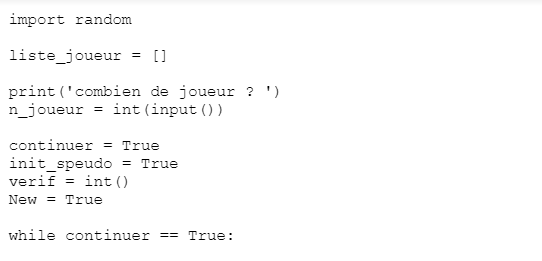 import random
liste_joueur = []
print('combien de joueur ? ')
n_joueur = int(input())
continuer = True
init_speudo = True
verif = int()
New = True
while continuer == True: